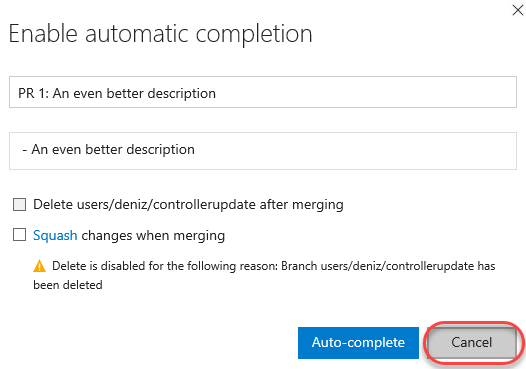 Enable automatic completion
PR 1: An even better description
- An even better description
Delete users/deniz/controllerupdate after merging
Squash changes when merging
Delete is disabled for the following reason: Branch users/deniz/controllerupdate has
been deleted
Auto-complete
Cancel